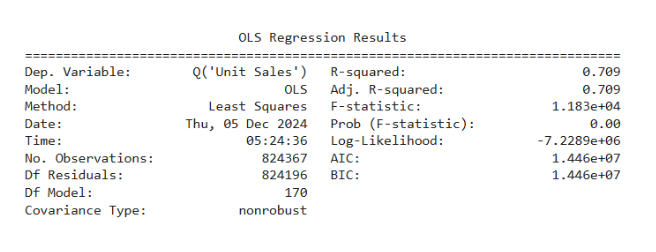 OLS Regression Results
==============================================================================
Dep. Variable: Q('Unit Sales') R-squared: 0.709
Model: OLS Adj. R-squared: 0.709
Method: Least Squares F-statistic: 1.183e+04
Date: Thu, 05 Dec 2024 Prob (F-statistic): 0.00
Time: 05:24:36 Log-Likelihood: -7.2289e+06
No. Observations: 824367 AIC: 1.446e+07
Df Residuals: 824196 BIC: 1.446e+07
Df Model: 170
Covariance Type: nonrobust